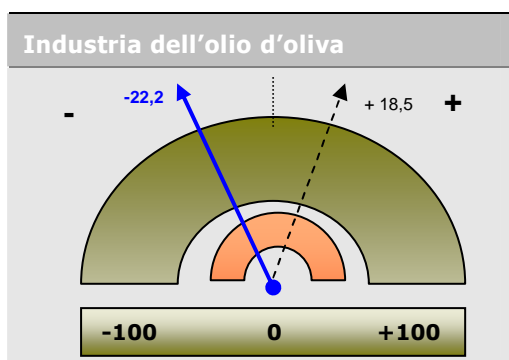 Industria dell'olio d'oliva
-22,2
+ 18,5
-
+
-100 0 +100